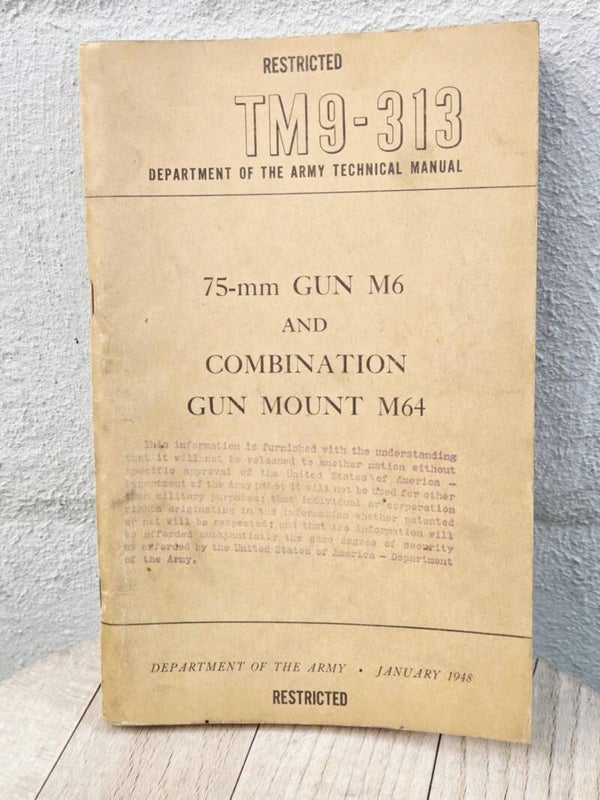 RESTRICTED
TM9-313
DEPARTMENT OF THE ARMY TECHNICAL MANUAL
75-mm GUN M6
AND
COMBINATION
GUN MOUNT M64
This information is furnished with the understanding
that it will not be released to another nation without
specific approval of the United States of America -
Department of the Army; that it will not be used for other
than military purposes; that individual or corporation
rights originating in the information whether patented
or not will be respected; and that the information will
be afforded substantially the same degree of security
as afforded by the United States of America - Department
of the Army.
DEPARTMENT OF THE ARMY • JANUARY 1948
RESTRICTED